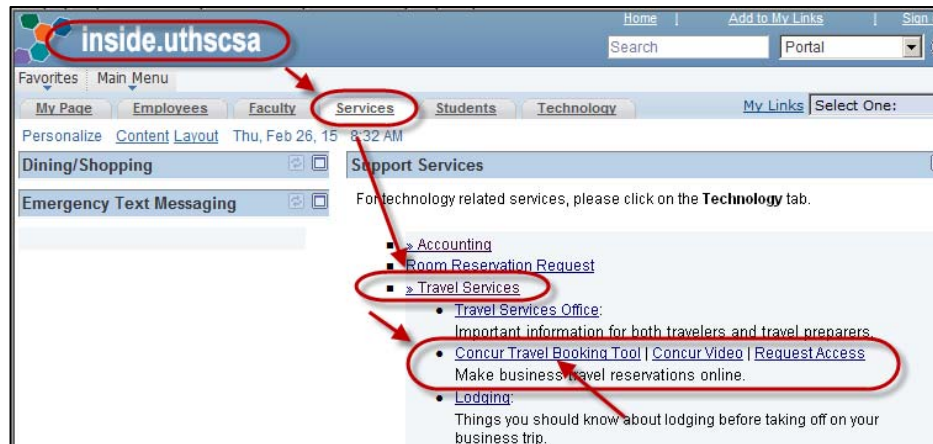 Home | Add to My Links | Sign
inside.uthscsa
Search Portal
Favorites Main Menu
My Page Employees Faculty Services Students Technology My Links Select One:
Personalize Content Layout Thu, Feb 26, 15 8:32 AM
Dining/Shopping
Emergency Text Messaging
Support Services
For technology related services, please click on the Technology tab.
» Accounting
Room Reservation Request
» Travel Services
Travel Services Office:
Important information for both travelers and travel preparers.
Concur Travel Booking Tool | Concur Video | Request Access
Make business travel reservations online.
Lodging:
Things you should know about lodging before taking off on your
business trip.